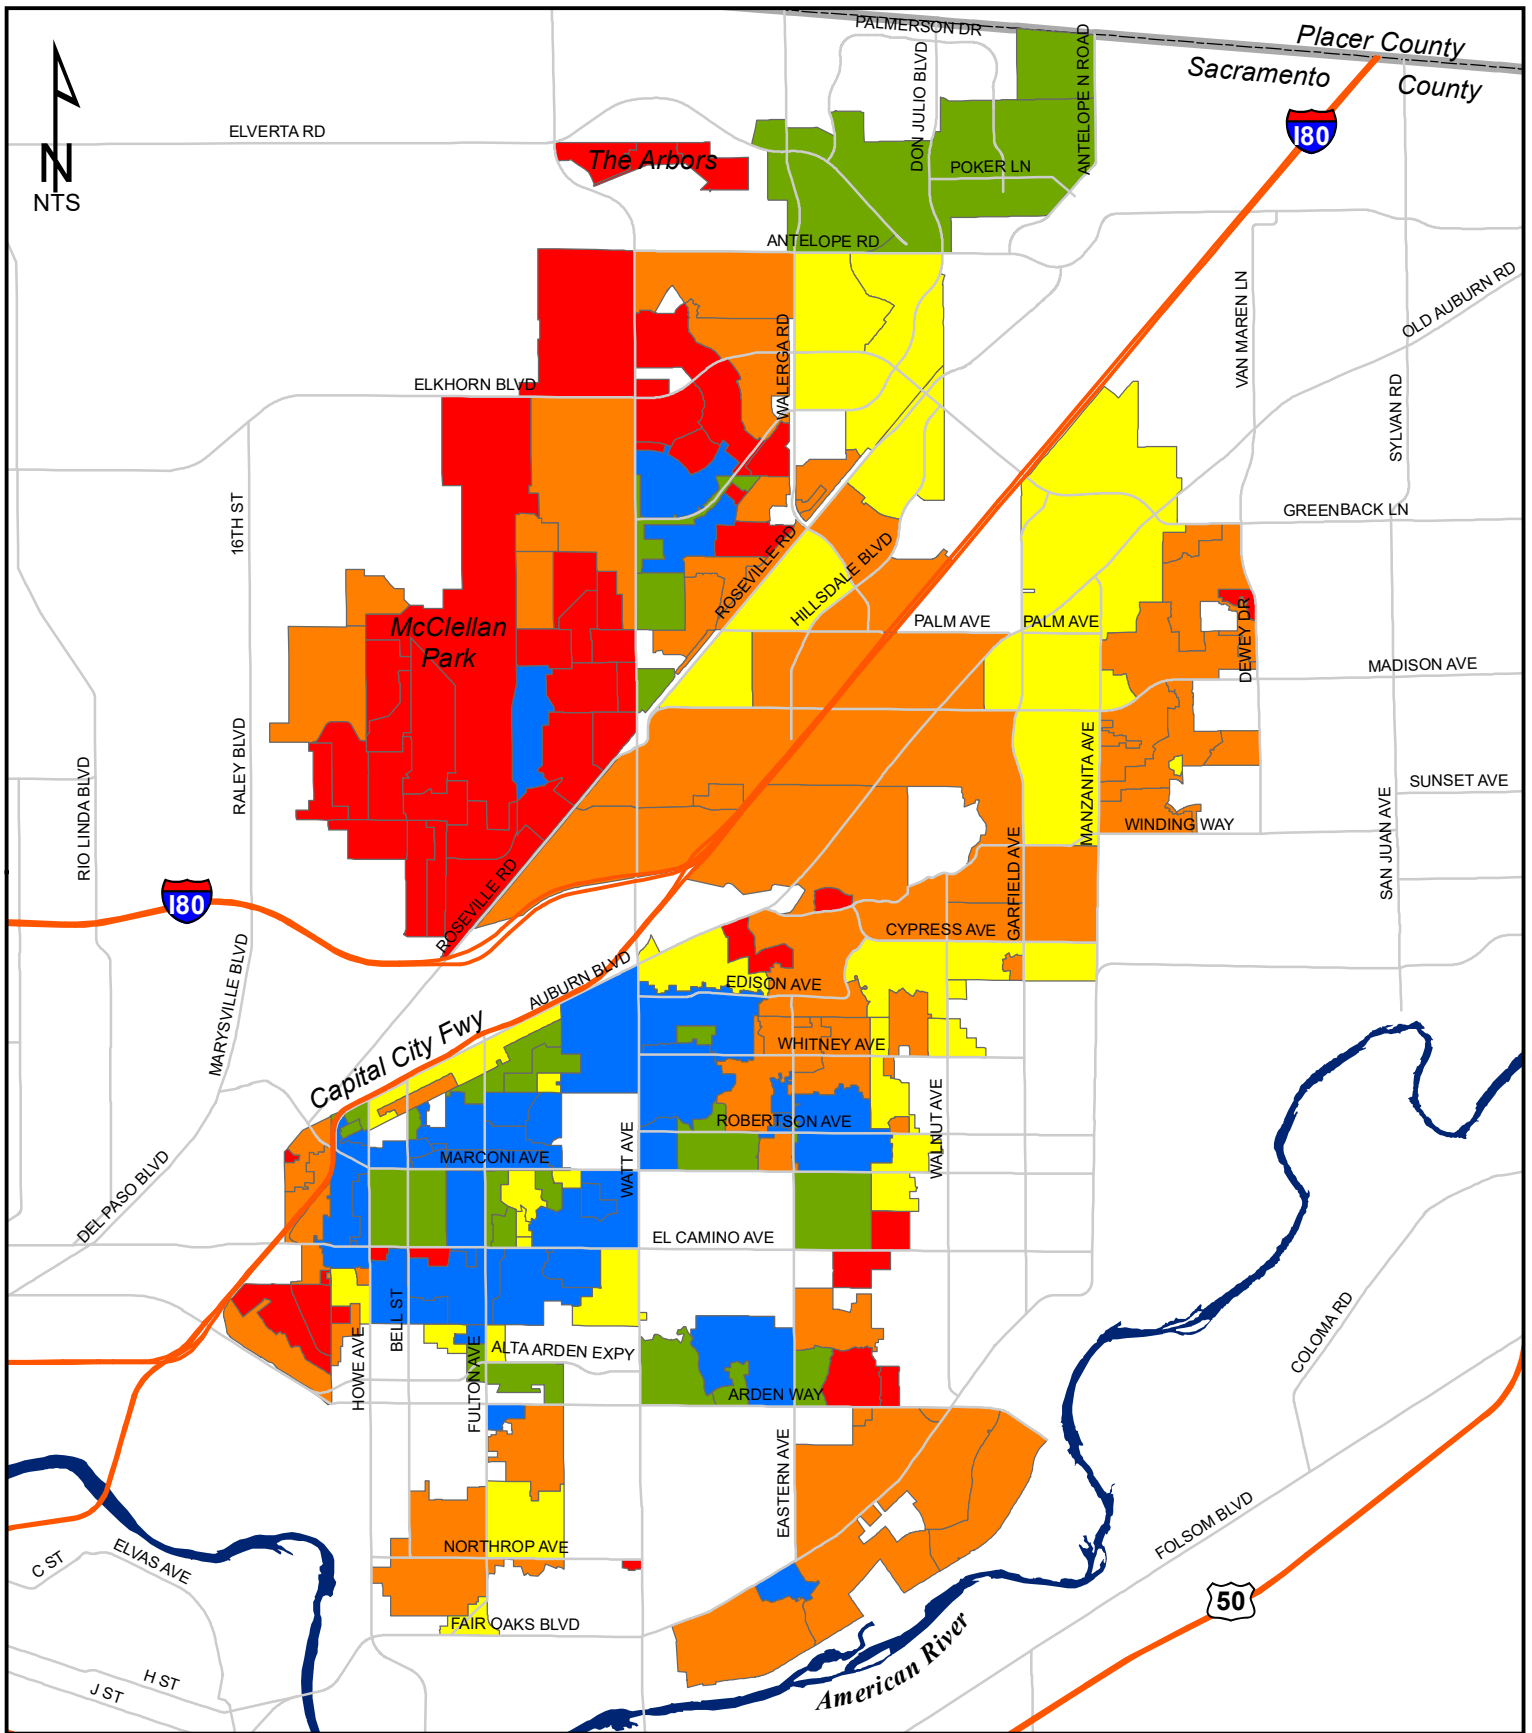 PALMERSON DR
Placer County
Sacramento
County
DON JULIO BLVD
ANTELOPE N ROAD
I80
ELVERTA RD
The Arbors
POKER LN
N
NTS
ANTELOPE RD
VAN MAREN LN
OLD AUBURN RD
WALERGA RD
ELKHORN BLVD
SYLVAN RD
16TH ST
GREENBACK LN
ROSEVILLE RD
HILLSDALE BLVD
McClellan
Park
PALM AVE
PALM AVE
DEWEY DR
MADISON AVE
RALEY BLVD
MANZANITA AVE
RIO LINDA BLVD
SUNSET AVE
SAN JUAN AVE
WINDING WAY
GARFIELD AVE
I80
ROSEVILLE RD
CYPRESS AVE
MARYSVILLE BLVD
AUBURN BLVD
EDISON AVE
Capital City Fwy
WHITNEY AVE
WALNUT AVE
ROBERTSON AVE
WATT AVE
MARCONI AVE
DEL PASO BLVD
EL CAMINO AVE
BELL ST
HOWE AVE
FULTON AVE
ALTA ARDEN EXPY
COLOMA RD
ARDEN WAY
EASTERN AVE
FOLSOM BLVD
NORTHROP AVE
C ST
ELVAS AVE
50
FAIR OAKS BLVD
American River
H ST
J ST